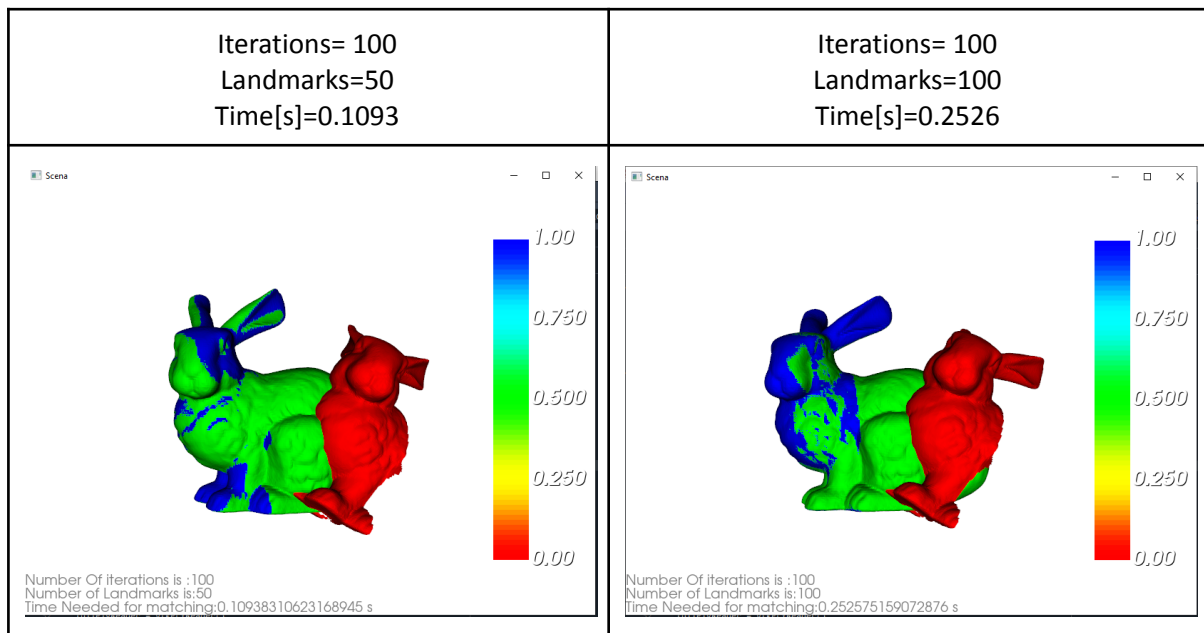 Iterations= 100
Landmarks=50
Time[s]=0.1093
Iterations= 100
Landmarks=100
Time[s]=0.2526
Scena
1.00
0.750
0.500
0.250
0.00
Number Of iterations is :100
Number of Landmarks is:50
Time Needed for matching:0.10938310623168945 s
Scena
1.00
0.750
0.500
0.250
0.00
Number Of iterations is :100
Number of Landmarks is:100
Time Needed for matching:0.252575159072876 s